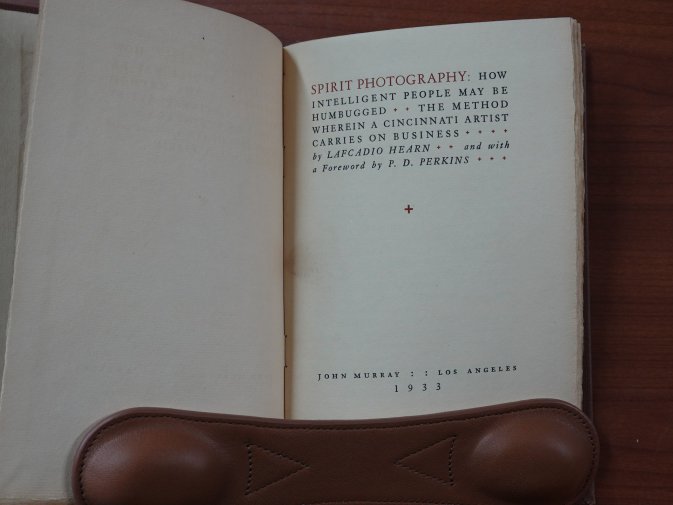 SPIRIT PHOTOGRAPHY: HOW
INTELLIGENT PEOPLE MAY BE
HUMBUGGED + + THE METHOD
WHEREIN A CINCINNATI ARTIST
CARRIES ON BUSINESS + + + +
by LAFCADIO HEARN + + and with
a Foreword by P. D. PERKINS + + +
+
JOHN MURRAY : : LOS ANGELES
1933